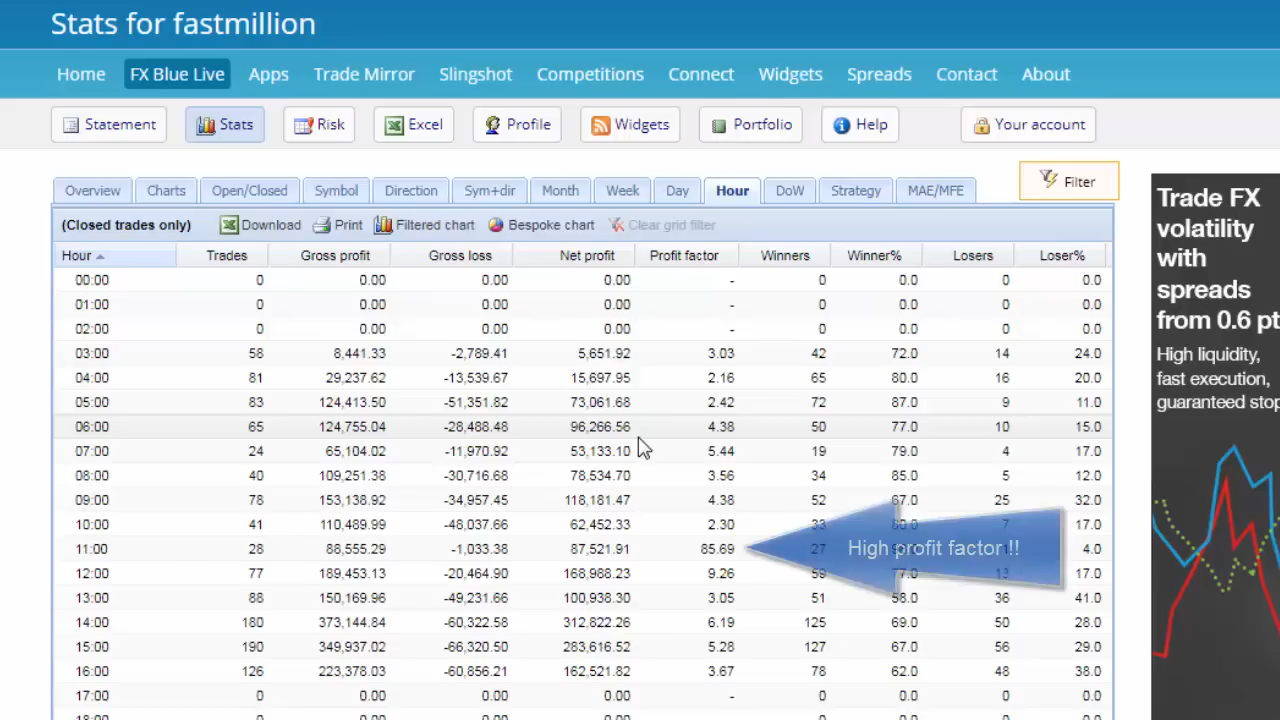 Stats for fastmillion
Home FX Blue Live Apps Trade Mirror Slingshot Competitions Connect Widgets Spreads Contact About
Statement Stats Risk Excel Profile Widgets Portfolio Help Your account
Overview Charts Open/Closed Symbol Direction Sym+dir Month Week Day Hour DoW Strategy MAE/MFE Filter
(Closed trades only) Download Print Filtered chart Bespoke chart Clear grid filter
Hour Trades Gross profit Gross loss Net profit Profit factor Winners Winner% Losers Loser%
00:00 0 0.00 0.00 0.00 - 0 0.0 0 0.0
01:00 0 0.00 0.00 0.00 - 0 0.0 0 0.0
02:00 0 0.00 0.00 0.00 - 0 0.0 0 0.0
03:00 58 8,441.33 -2,789.41 5,651.92 3.03 42 72.0 14 24.0
04:00 81 29,237.62 -13,539.67 15,697.95 2.16 65 80.0 16 20.0
05:00 83 124,413.50 -51,351.82 73,061.68 2.42 72 87.0 9 11.0
06:00 65 124,755.04 -28,488.48 96,266.56 4.38 50 77.0 10 15.0
07:00 24 65,104.02 -11,970.92 53,133.10 5.44 19 79.0 4 17.0
08:00 40 109,251.38 -30,716.68 78,534.70 3.56 34 85.0 5 12.0
09:00 78 153,138.92 -34,957.45 118,181.47 4.38 52 67.0 25 32.0
10:00 41 110,489.99 -48,037.66 62,452.33 2.30 33 80.0 7 17.0
11:00 28 88,555.29 -1,033.38 87,521.91 85.69 27 4.0
High profit factor !!
12:00 77 189,453.13 -20,464.90 168,988.23 9.26 59 77.0 13 17.0
13:00 88 150,169.96 -49,231.66 100,938.30 3.05 51 58.0 36 41.0
14:00 180 373,144.84 -60,322.58 312,822.26 6.19 125 69.0 50 28.0
15:00 190 349,937.02 -66,320.50 283,616.52 5.28 127 67.0 56 29.0
16:00 126 223,378.03 -60,856.21 162,521.82 3.67 78 62.0 48 38.0
17:00 0 0.00 0.00 0.00 - 0 0.0 0 0.0
Trade FX
volatility
with
spreads
from 0.6 pt
High liquidity,
fast execution,
guaranteed stop